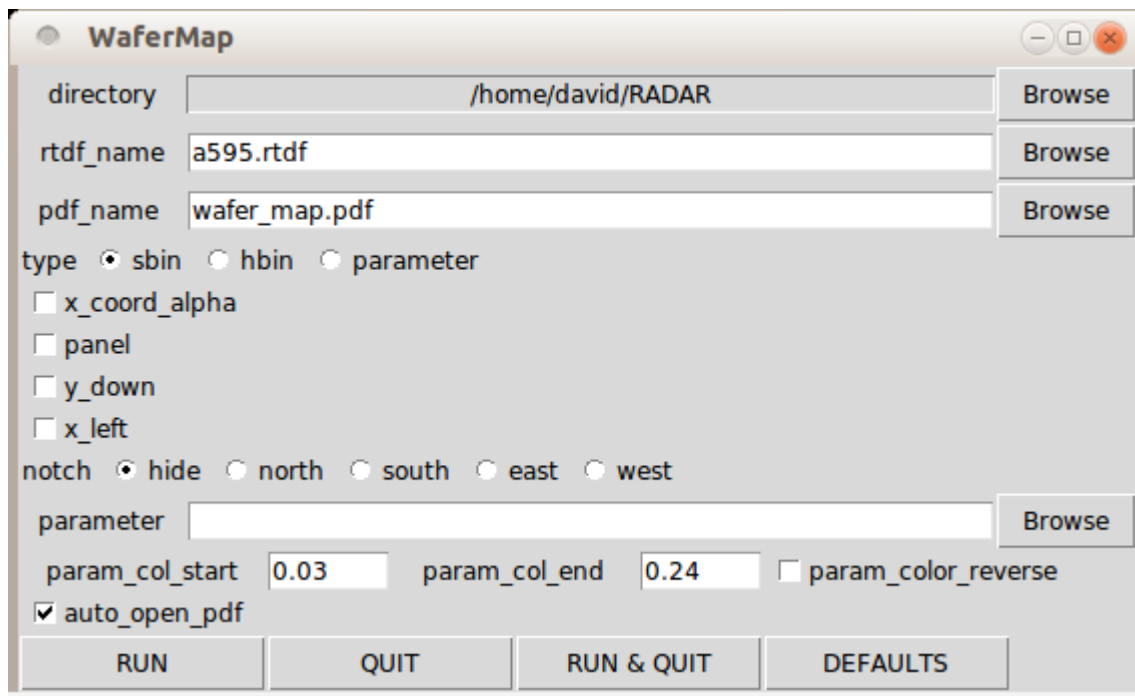 WaferMap
directory /home/david/RADAR Browse
rtdf_name a595.rtdf Browse
pdf_name wafer_map.pdf Browse
type sbin hbin parameter
x_coord_alpha
panel
y_down
x_left
notch hide north south east west
parameter Browse
param_col_start 0.03 param_col_end 0.24 param_color_reverse
auto_open_pdf
RUN QUIT RUN & QUIT DEFAULTS